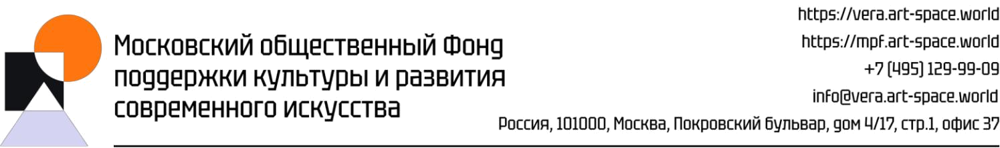 https://vera.art-space.world
Московский общественный Фонд
https://mpf.art-space.world
поддержки культуры и развития
+7 (495) 129-99-09
info@vera.art-space.world
современного искусства
Россия, 101000, Москва, Покровский бульвар, дом 4/17, стр.1, офис 37